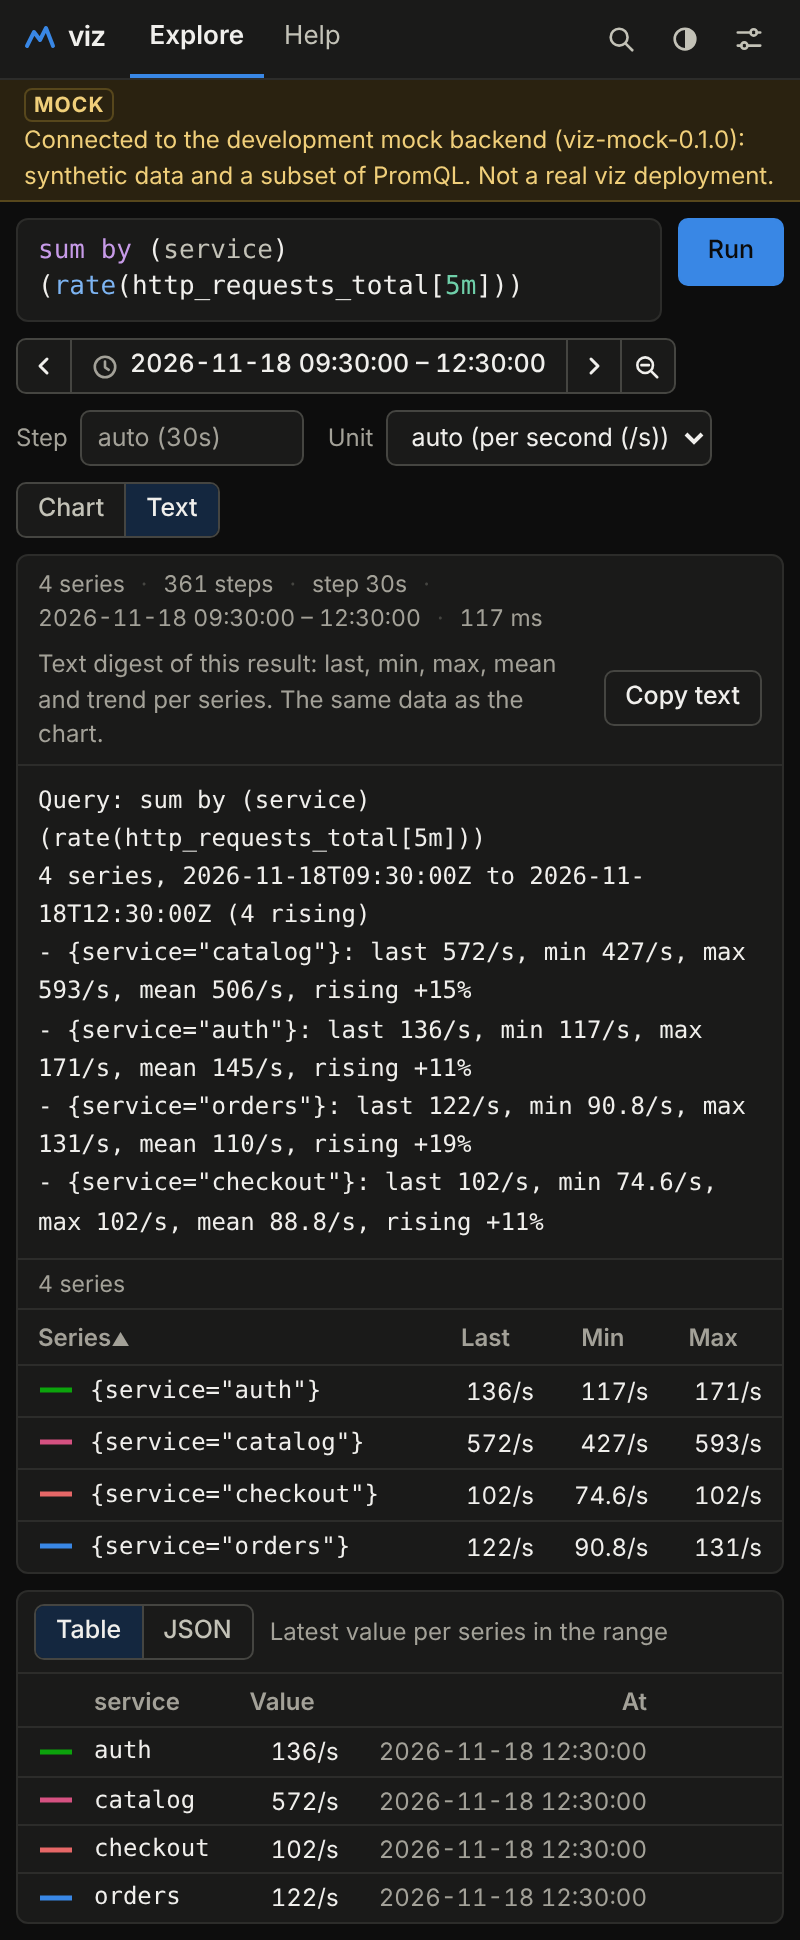 viz Explore Help
MOCK
Connected to the development mock backend (viz-mock-0.1.0):
synthetic data and a subset of PromQL. Not a real viz deployment.
sum by (service)
(rate(http_requests_total[5m]))
Run
2026-11-18 09:30:00 – 12:30:00
Step auto (30s) Unit auto (per second (/s))
Chart Text
4 series · 361 steps · step 30s ·
2026-11-18 09:30:00 – 12:30:00 · 117 ms
Text digest of this result: last, min, max, mean
and trend per series. The same data as the
chart.
Copy text
Query: sum by (service)
(rate(http_requests_total[5m]))
4 series, 2026-11-18T09:30:00Z to 2026-11-
18T12:30:00Z (4 rising)
- {service="catalog"}: last 572/s, min 427/s, max
593/s, mean 506/s, rising +15%
- {service="auth"}: last 136/s, min 117/s, max
171/s, mean 145/s, rising +11%
- {service="orders"}: last 122/s, min 90.8/s, max
131/s, mean 110/s, rising +19%
- {service="checkout"}: last 102/s, min 74.6/s,
max 102/s, mean 88.8/s, rising +11%
4 series
Series▲ Last Min Max
{service="auth"} 136/s 117/s 171/s
{service="catalog"} 572/s 427/s 593/s
{service="checkout"} 102/s 74.6/s 102/s
{service="orders"} 122/s 90.8/s 131/s
Table JSON Latest value per series in the range
service Value At
auth 136/s 2026-11-18 12:30:00
catalog 572/s 2026-11-18 12:30:00
checkout 102/s 2026-11-18 12:30:00
orders 122/s 2026-11-18 12:30:00